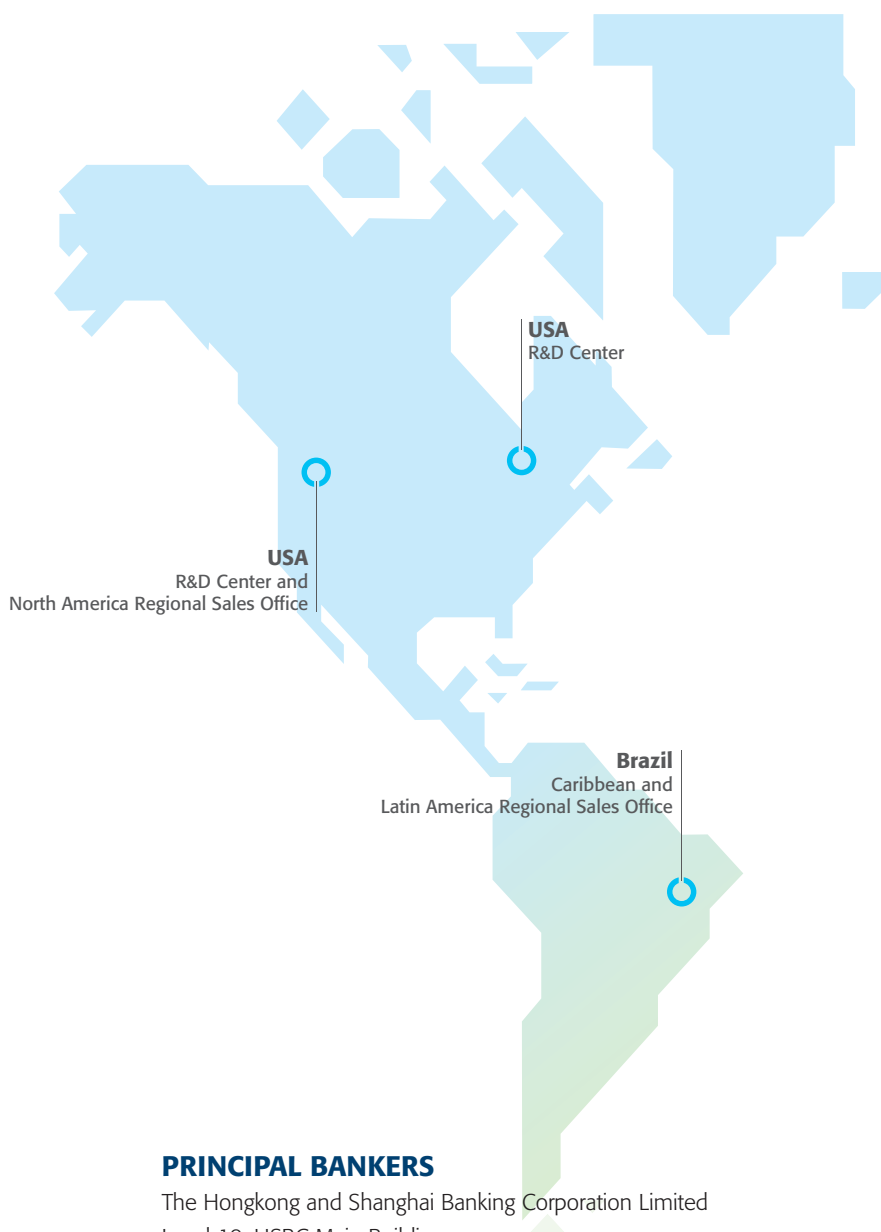 USA
R&D Center
USA
R&D Center and
North America Regional Sales Office
Brazil
Caribbean and
Latin America Regional Sales Office
PRINCIPAL BANKERS
The Hongkong and Shanghai Banking Corporation Limited